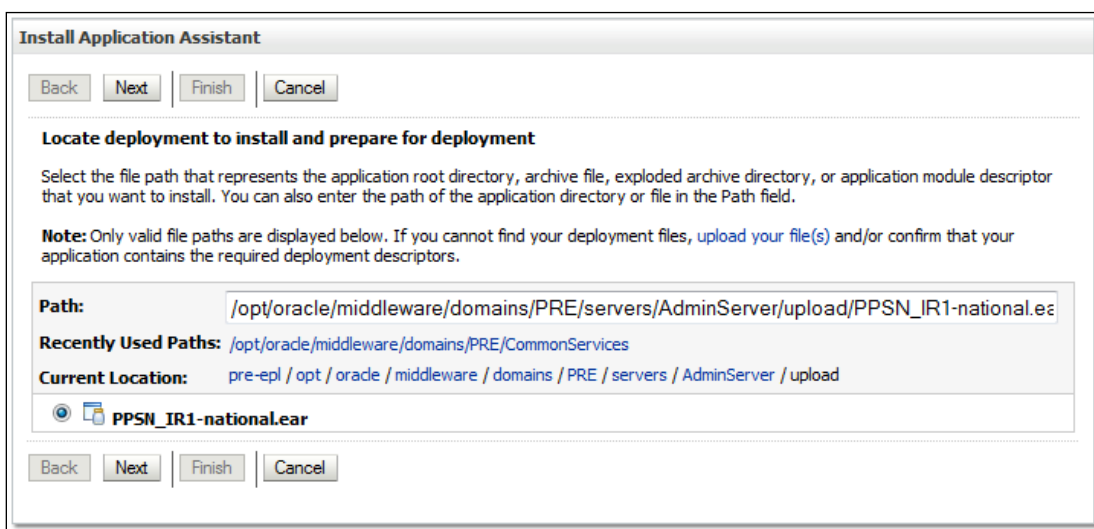 Install Application Assistant
Back Next Finish Cancel
Locate deployment to install and prepare for deployment
Select the file path that represents the application root directory, archive file, exploded archive directory, or application module descriptor
that you want to install. You can also enter the path of the application directory or file in the Path field.
Note: Only valid file paths are displayed below. If you cannot find your deployment files, upload your file(s) and/or confirm that your
application contains the required deployment descriptors.
Path: /opt/oracle/middleware/domains/PRE/servers/AdminServer/upload/PPSN_IR1-national.ea
Recently Used Paths: /opt/oracle/middleware/domains/PRE/CommonServices
Current Location: pre-epl / opt / oracle / middleware / domains / PRE / servers / AdminServer / upload
PPSN_IR1-national.ear
Back Next Finish Cancel